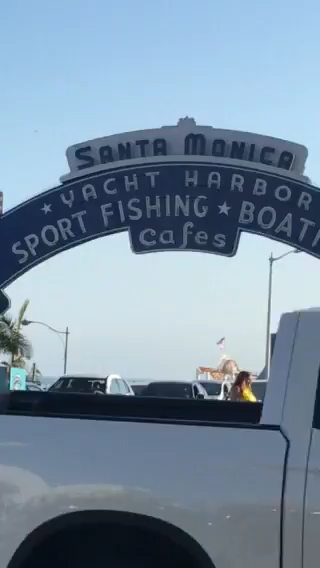 Santa Monica
★ YACHT HARBOR
SPORT FISHING ★ BOATI
Cafes